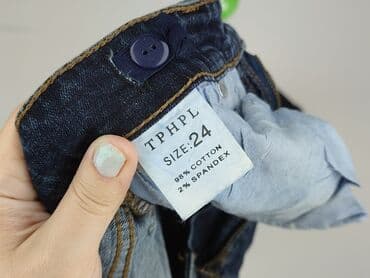 TPHPL
SIZE: 24
98% COTTON
2% SPANDEX